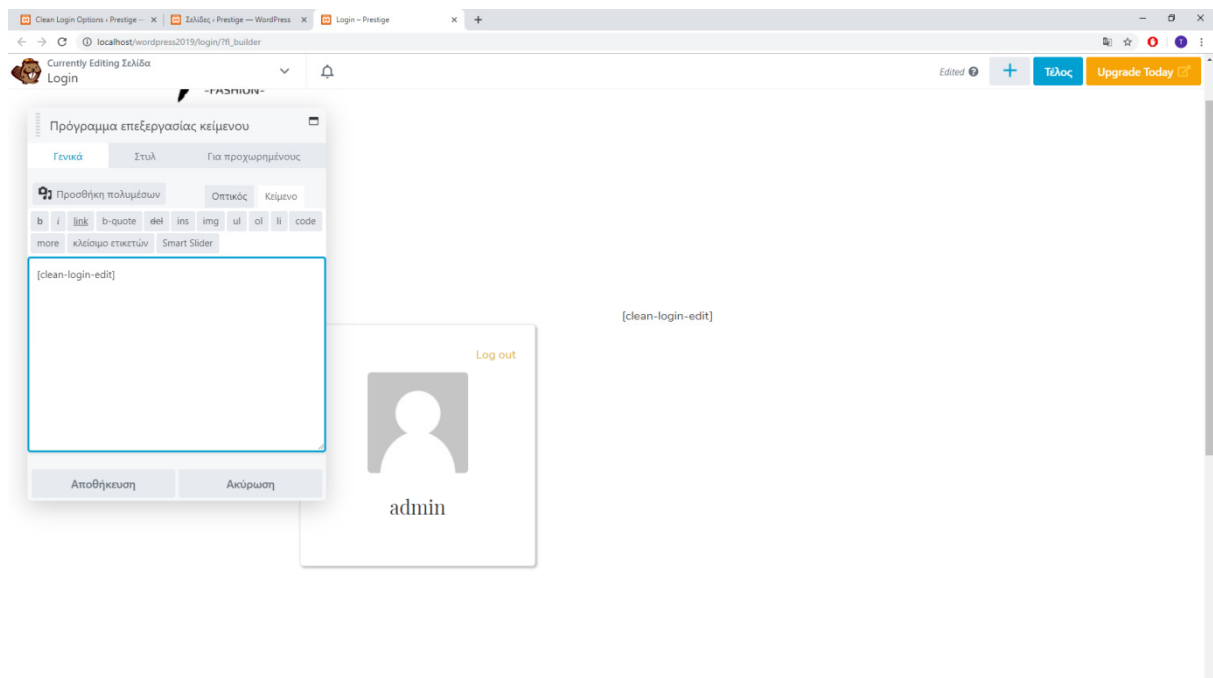 Clean Login Options ‹ Prestige — × Σελίδες ‹ Prestige — WordPress × Login – Prestige × +
localhost/wordpress2019/login/?fl_builder
Currently Editing Σελίδα
Login
Edited
Τέλος
Upgrade Today
-FASHION-
Πρόγραμμα επεξεργασίας κείμενου
Γενικά Στυλ Για προχωρημένους
Προσθήκη πολυμέσων Οπτικός Κείμενο
b i link b-quote del ins img ul ol li code
more κλείσιμο ετικετών Smart Slider
[clean-login-edit]
Αποθήκευση Ακύρωση
[clean-login-edit]
Log out
admin